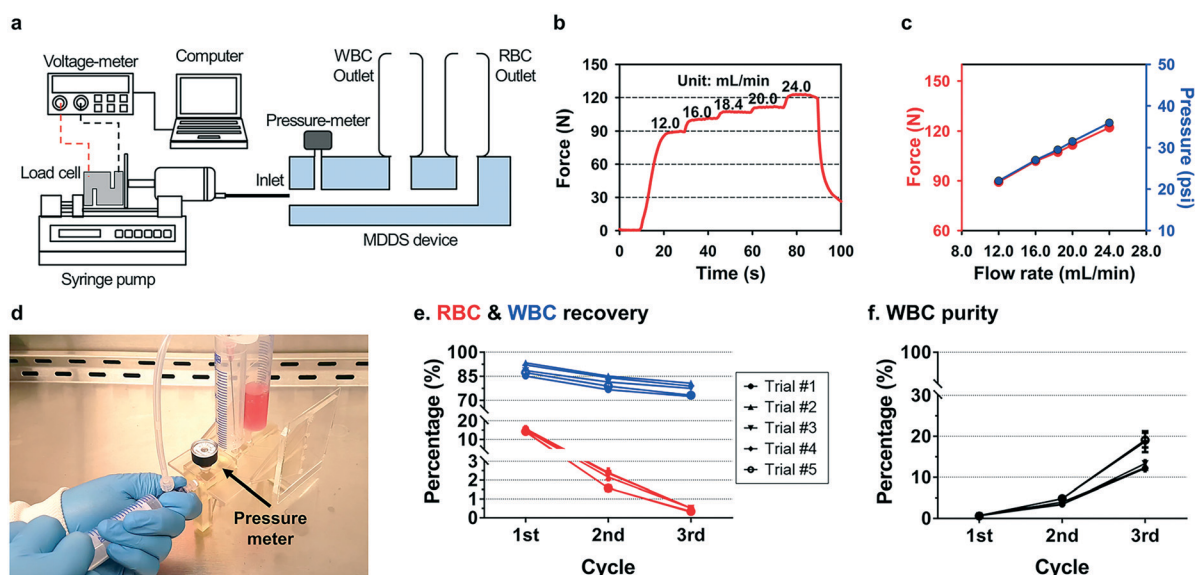 a
Voltage-meter
Computer
WBC
Outlet
RBC
Outlet
Pressure-meter
Load cell
Inlet
MDDS device
Syringe pump
b
Unit: mL/min
12.0
16.0
18.4
20.0
24.0
150
120
90
60
30
0
Force (N)
0
20
40
60
80
100
Time (s)
c
150
120
90
60
Force (N)
50
40
30
20
10
Pressure
(psi)
8.0
12.0
16.0
20.0
24.0
28.0
Flow rate (mL/min)
d
Pressure
meter
e. RBC & WBC recovery
100
85
70
20
10
3
2
1
0
Percentage (%)
1st
2nd
3rd
Cycle
Trial #1
Trial #2
Trial #3
Trial #4
Trial #5
f. WBC purity
100
30
20
10
0
Percentage (%)
1st
2nd
3rd
Cycle